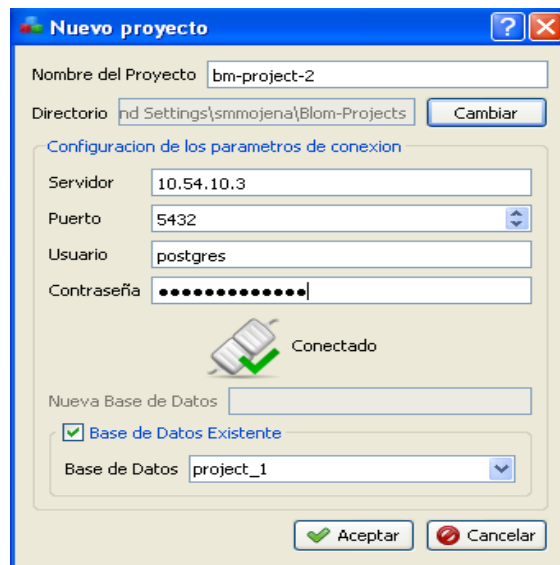 Nuevo proyecto
Nombre del Proyecto bm-project-2
Directorio nd Settings\smmojena\Blom-Projects Cambiar
Configuracion de los parametros de conexion
Servidor 10.54.10.3
Puerto 5432
Usuario postgres
Contraseña •••••••••••••
Conectado
Nueva Base de Datos
Base de Datos Existente
Base de Datos project_1
Aceptar Cancelar